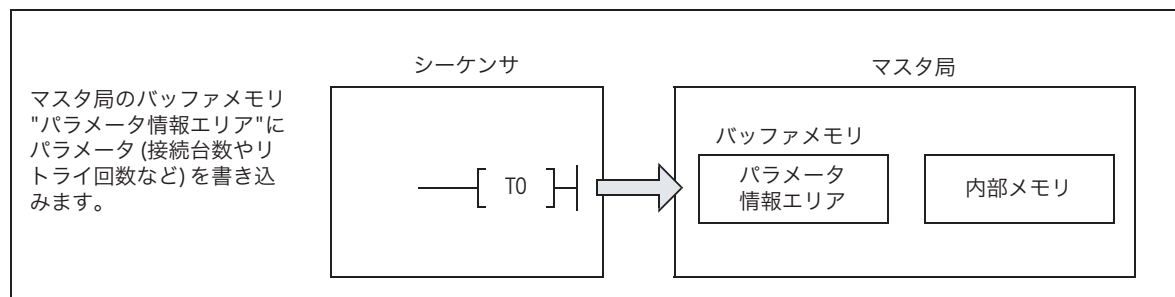 マスタ局のバッファメモリ
"パラメータ情報エリア"に
パラメータ(接続台数やリ
トライ回数など)を書き込
みます。
シーケンサ
TO
マスタ局
バッファメモリ
パラメータ
情報エリア
内部メモリ